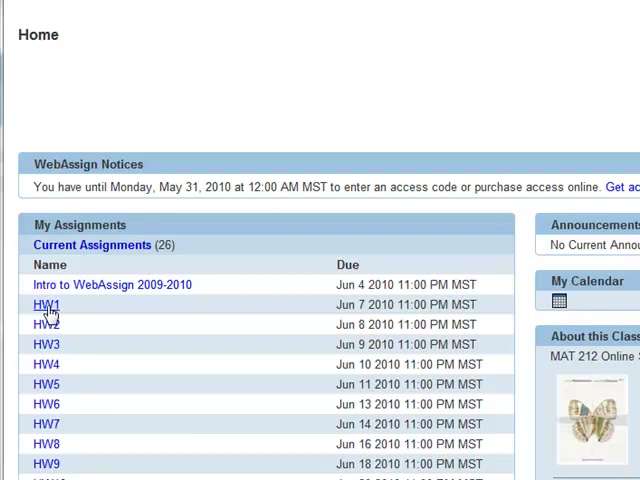 Home
WebAssign Notices
You have until Monday, May 31, 2010 at 12:00 AM MST to enter an access code or purchase access online. Get ac
My Assignments
Current Assignments (26)
Name Due
Intro to WebAssign 2009-2010 Jun 4 2010 11:00 PM MST
HW1 Jun 7 2010 11:00 PM MST
HW2 Jun 8 2010 11:00 PM MST
HW3 Jun 9 2010 11:00 PM MST
HW4 Jun 10 2010 11:00 PM MST
HW5 Jun 11 2010 11:00 PM MST
HW6 Jun 13 2010 11:00 PM MST
HW7 Jun 14 2010 11:00 PM MST
HW8 Jun 16 2010 11:00 PM MST
HW9 Jun 18 2010 11:00 PM MST
Announcements
No Current Annou
My Calendar
About this Class
MAT 212 Online